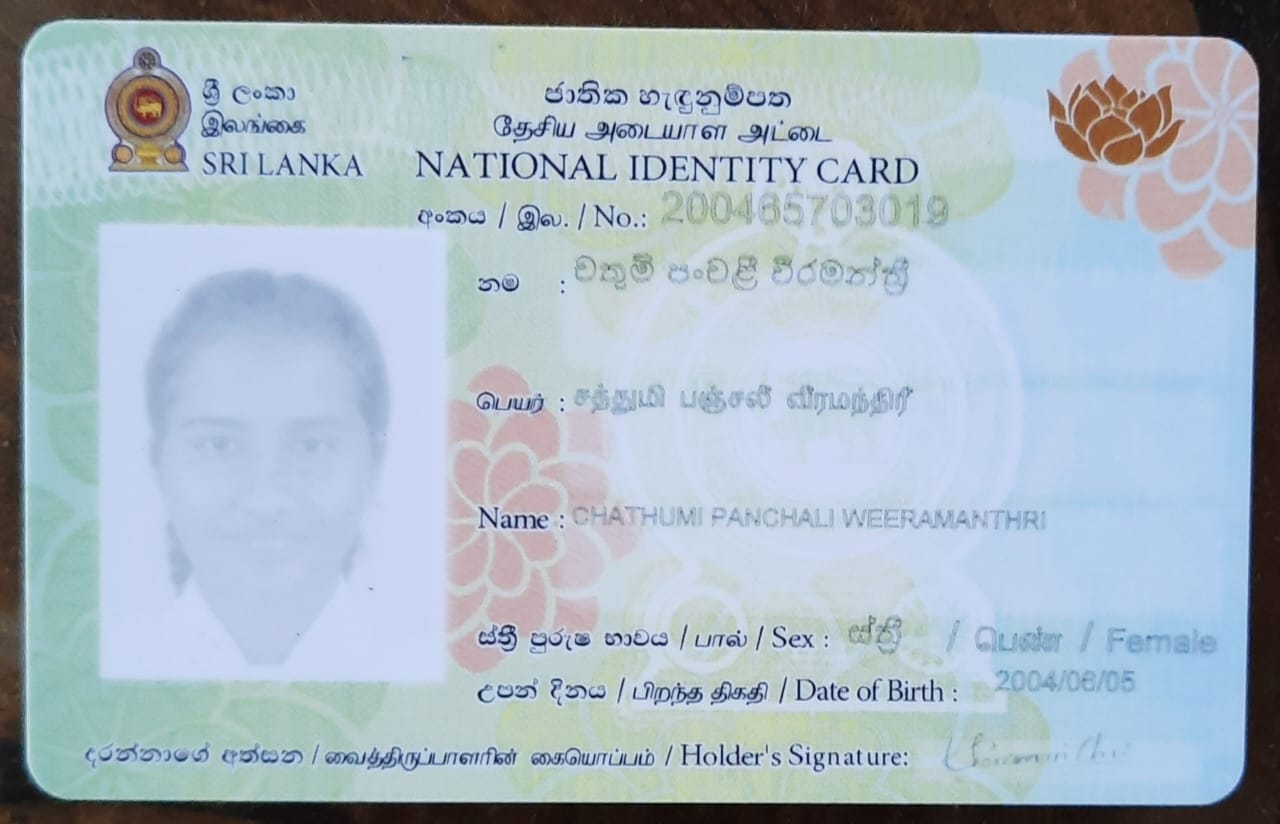 ශ්‍රී ලංකා
இலங்கை
SRI LANKA
ජාතික හැඳුනුම්පත
தேசிய அடையாள அட்டை
NATIONAL IDENTITY CARD
අංකය / இல. / No.: 200465703019
නම : චතුමි පංචලී වීරමන්ත්‍රී
பெயர் : சத்துமி பஞ்சலீ வீரமந்திரீ
Name : CHATHUMI PANCHALI WEERAMANTHRI
ස්ත්‍රී පුරුෂ භාවය / பால் / Sex : ස්ත්‍රී / பெண் / Female
උපන් දිනය / பிறந்த திகதி / Date of Birth : 2004/06/05
දරන්නාගේ අත්සන / வைத்திருப்பாளரின் கையொப்பம் / Holder's Signature: